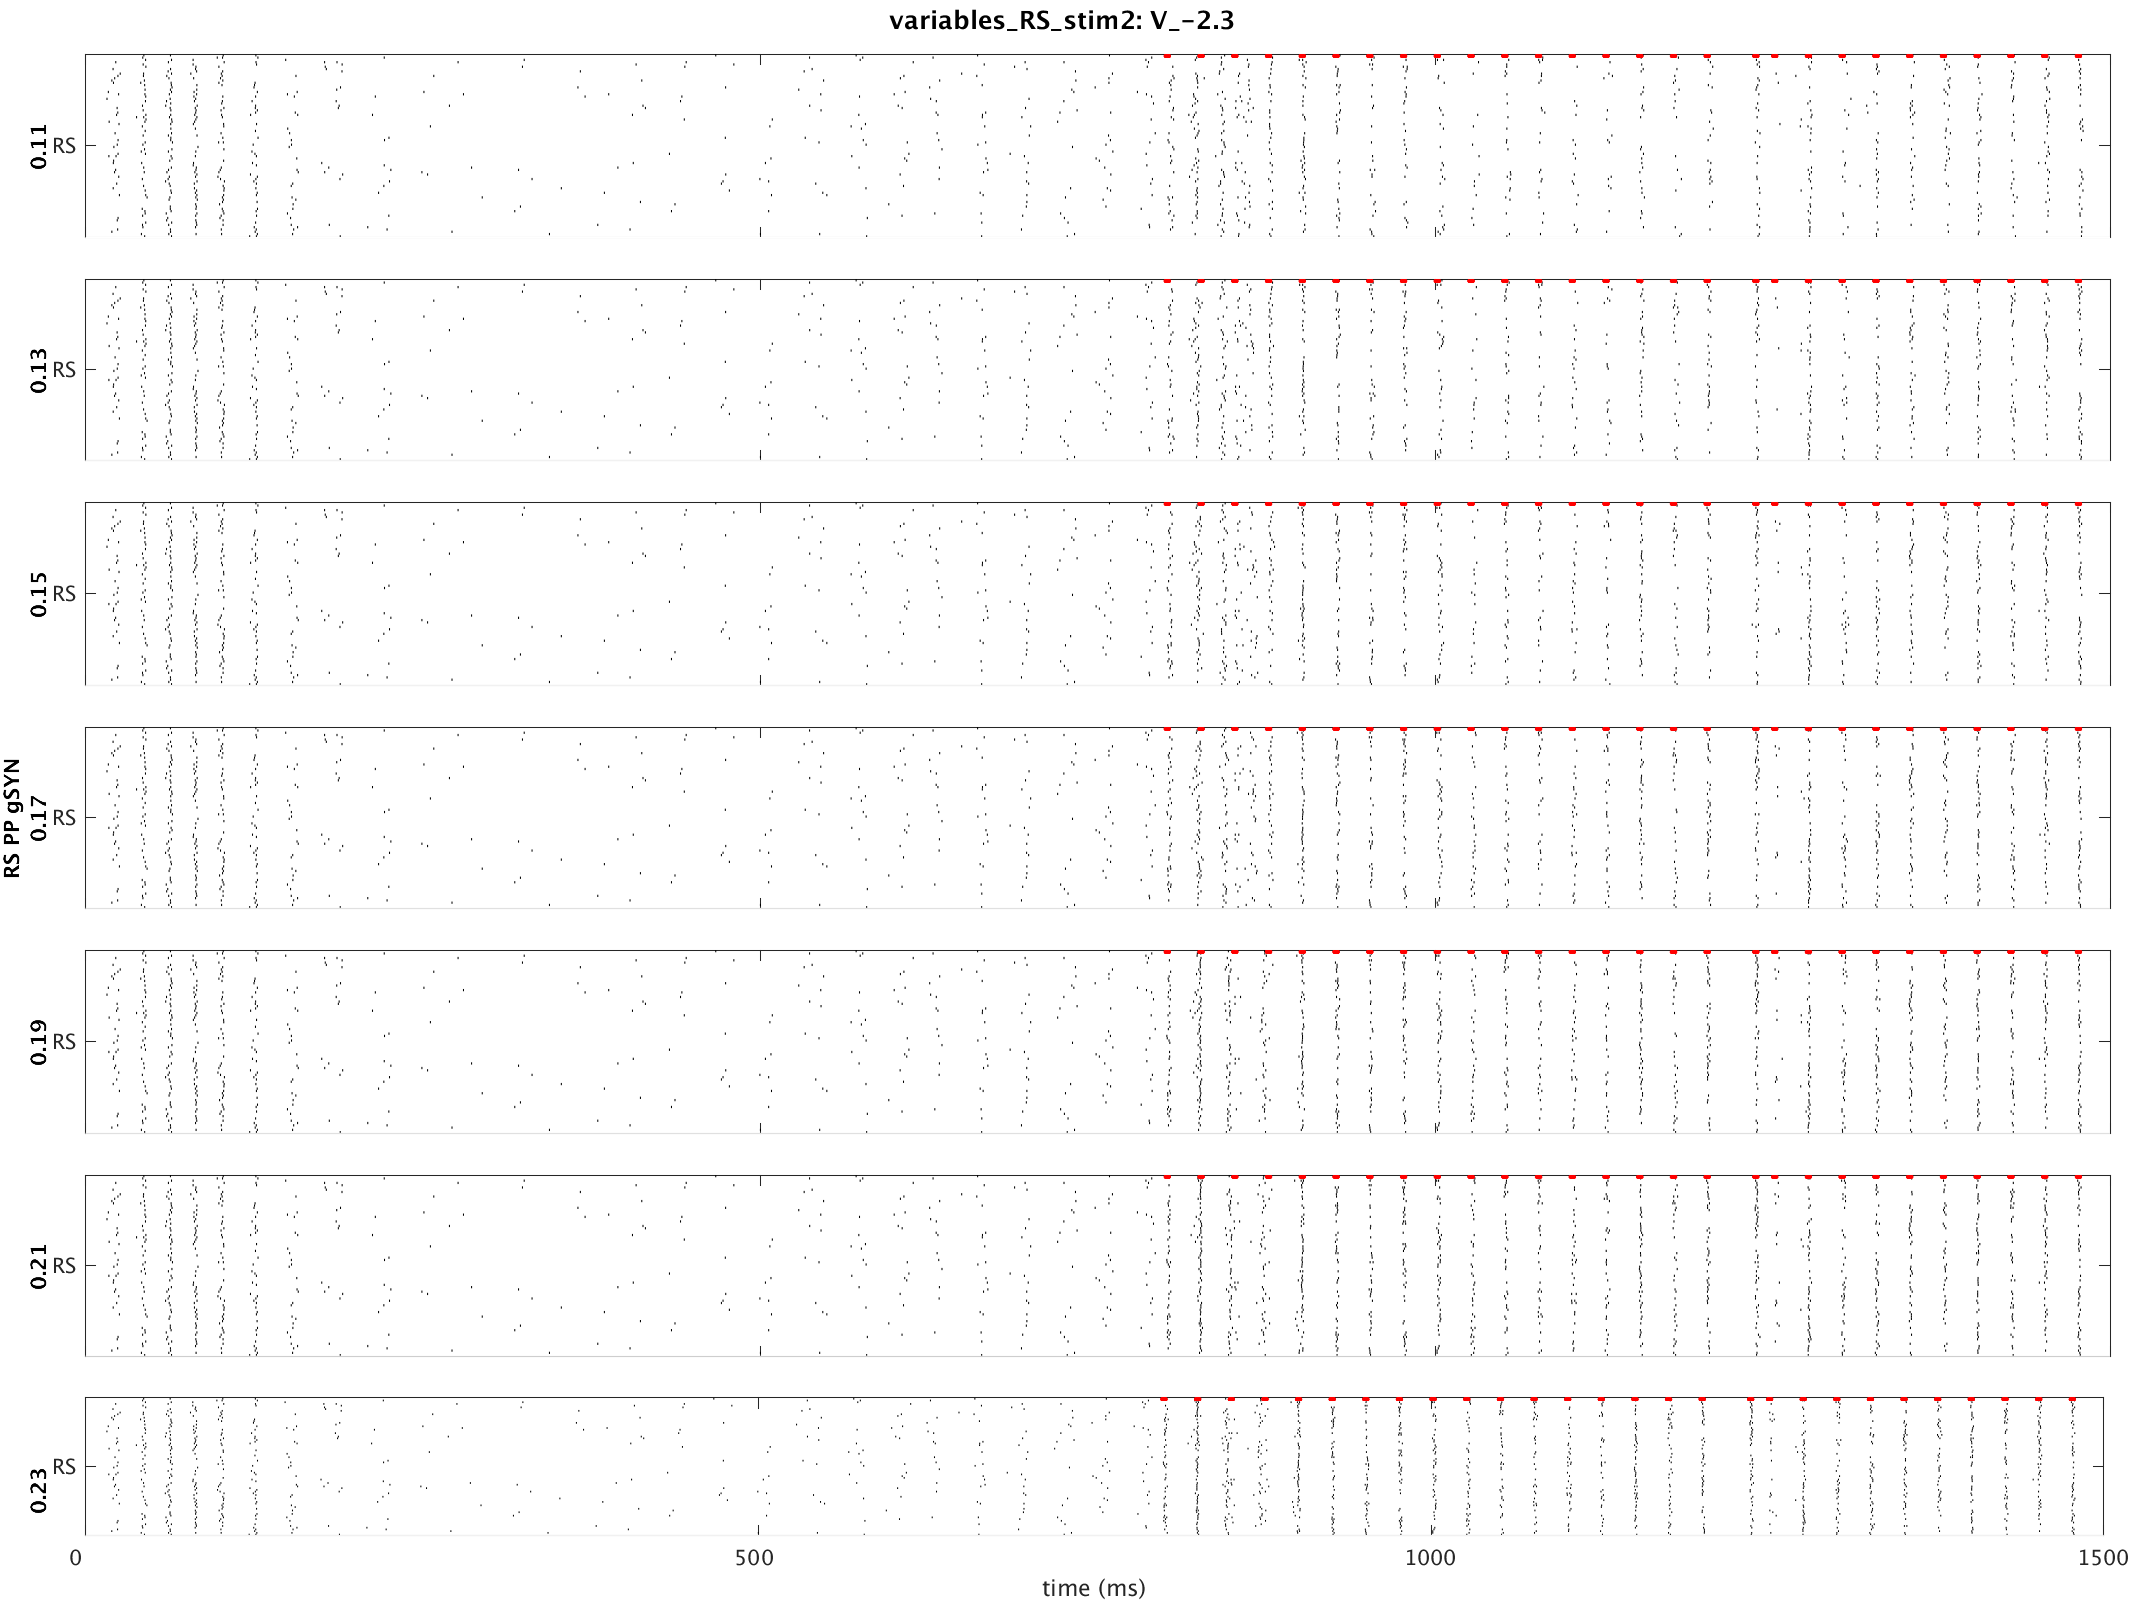 variables_RS_stim2: V_-2.3
RS PP gSYN
0.11
RS
0.13
RS
0.15
RS
0.17
RS
0.19
RS
0.21
RS
0.23
RS
0
500
1000
1500
time (ms)